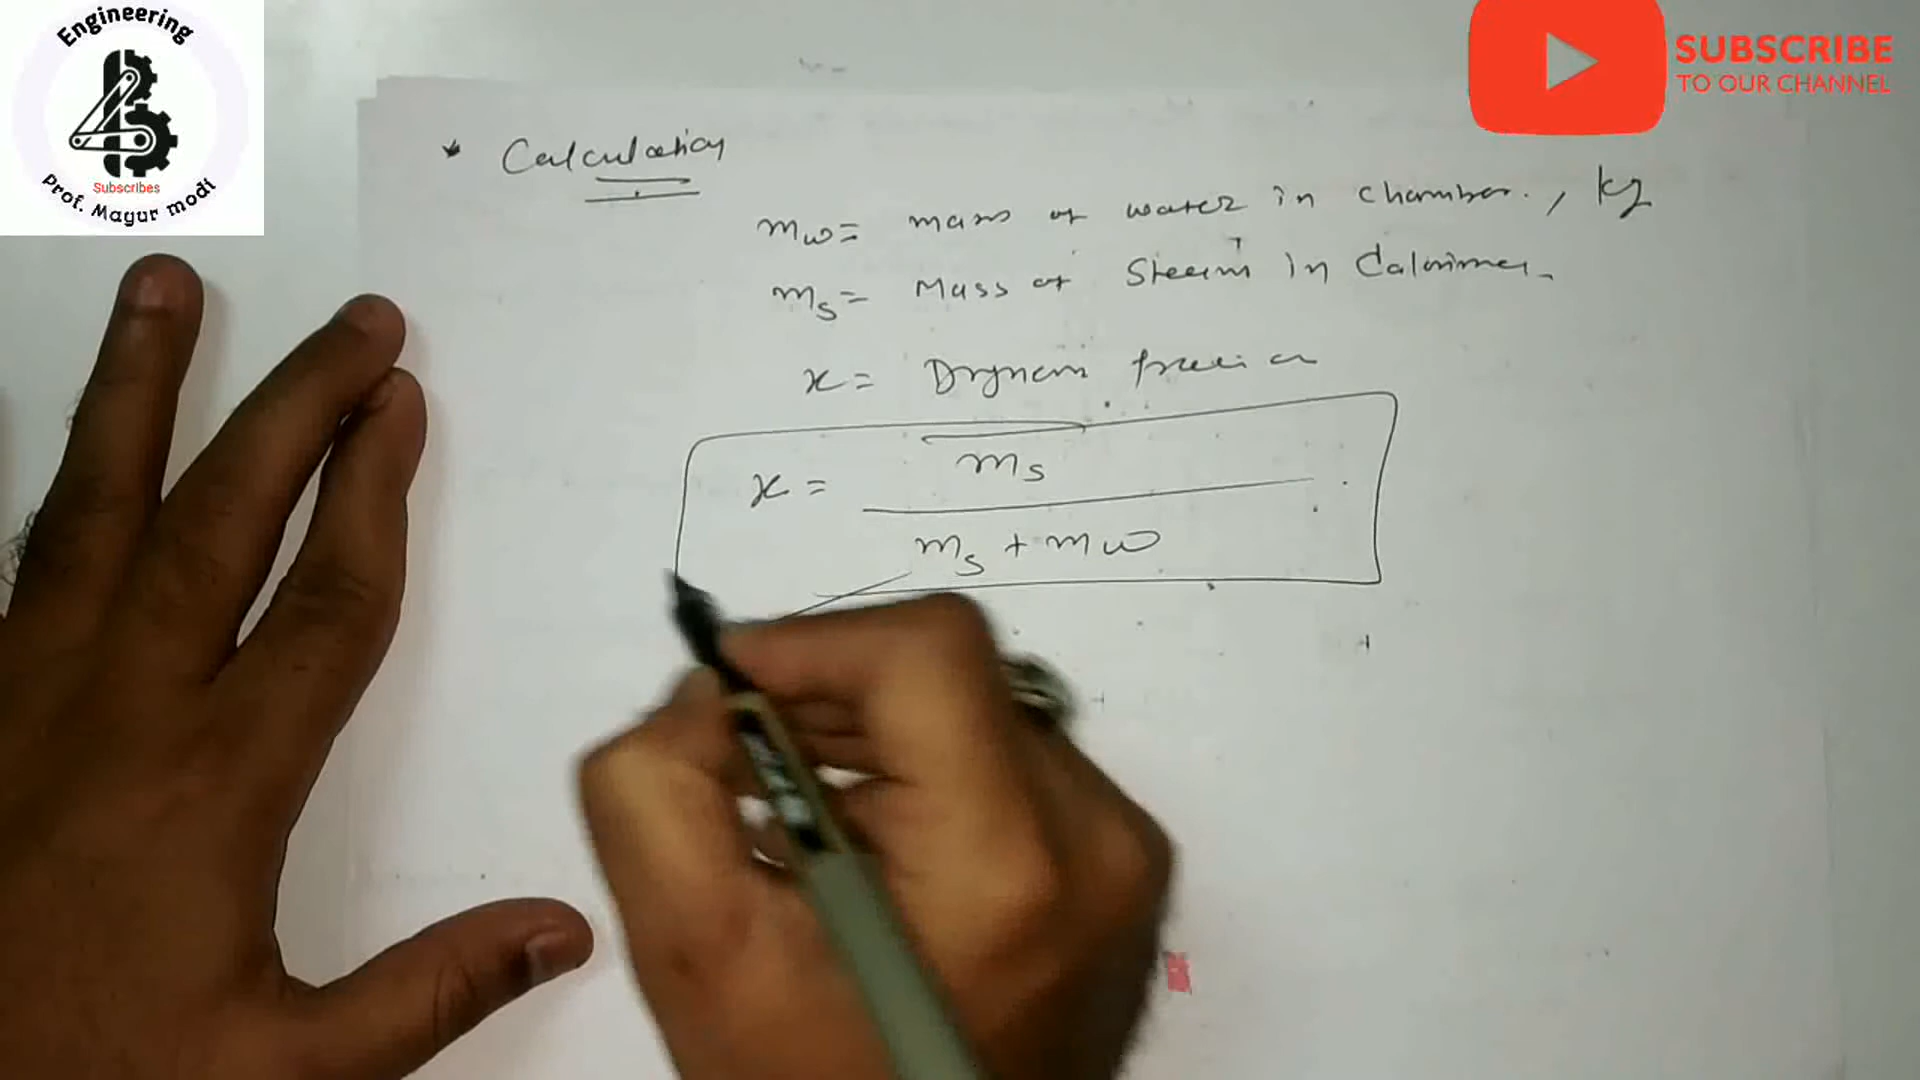 Engineering
Subscribes
Prof. Mayur modi
SUBSCRIBE
TO OUR CHANNEL
* Calculation
mw = mass of water in chamber., kg
ms = Mass of Steam in Calorimer.
x = Dryness fraction
x = ms / ms + mw